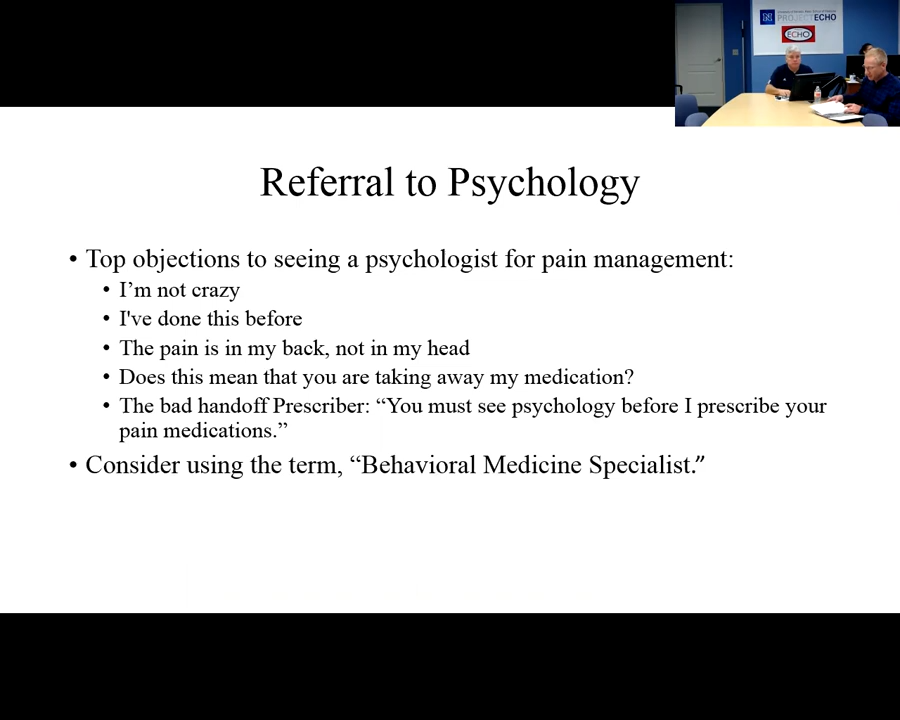 PROJECT ECHO
ECHO
Referral to Psychology
• Top objections to seeing a psychologist for pain management:
• I’m not crazy
• I've done this before
• The pain is in my back, not in my head
• Does this mean that you are taking away my medication?
• The bad handoff Prescriber: “You must see psychology before I prescribe your
pain medications.”
• Consider using the term, “Behavioral Medicine Specialist.”